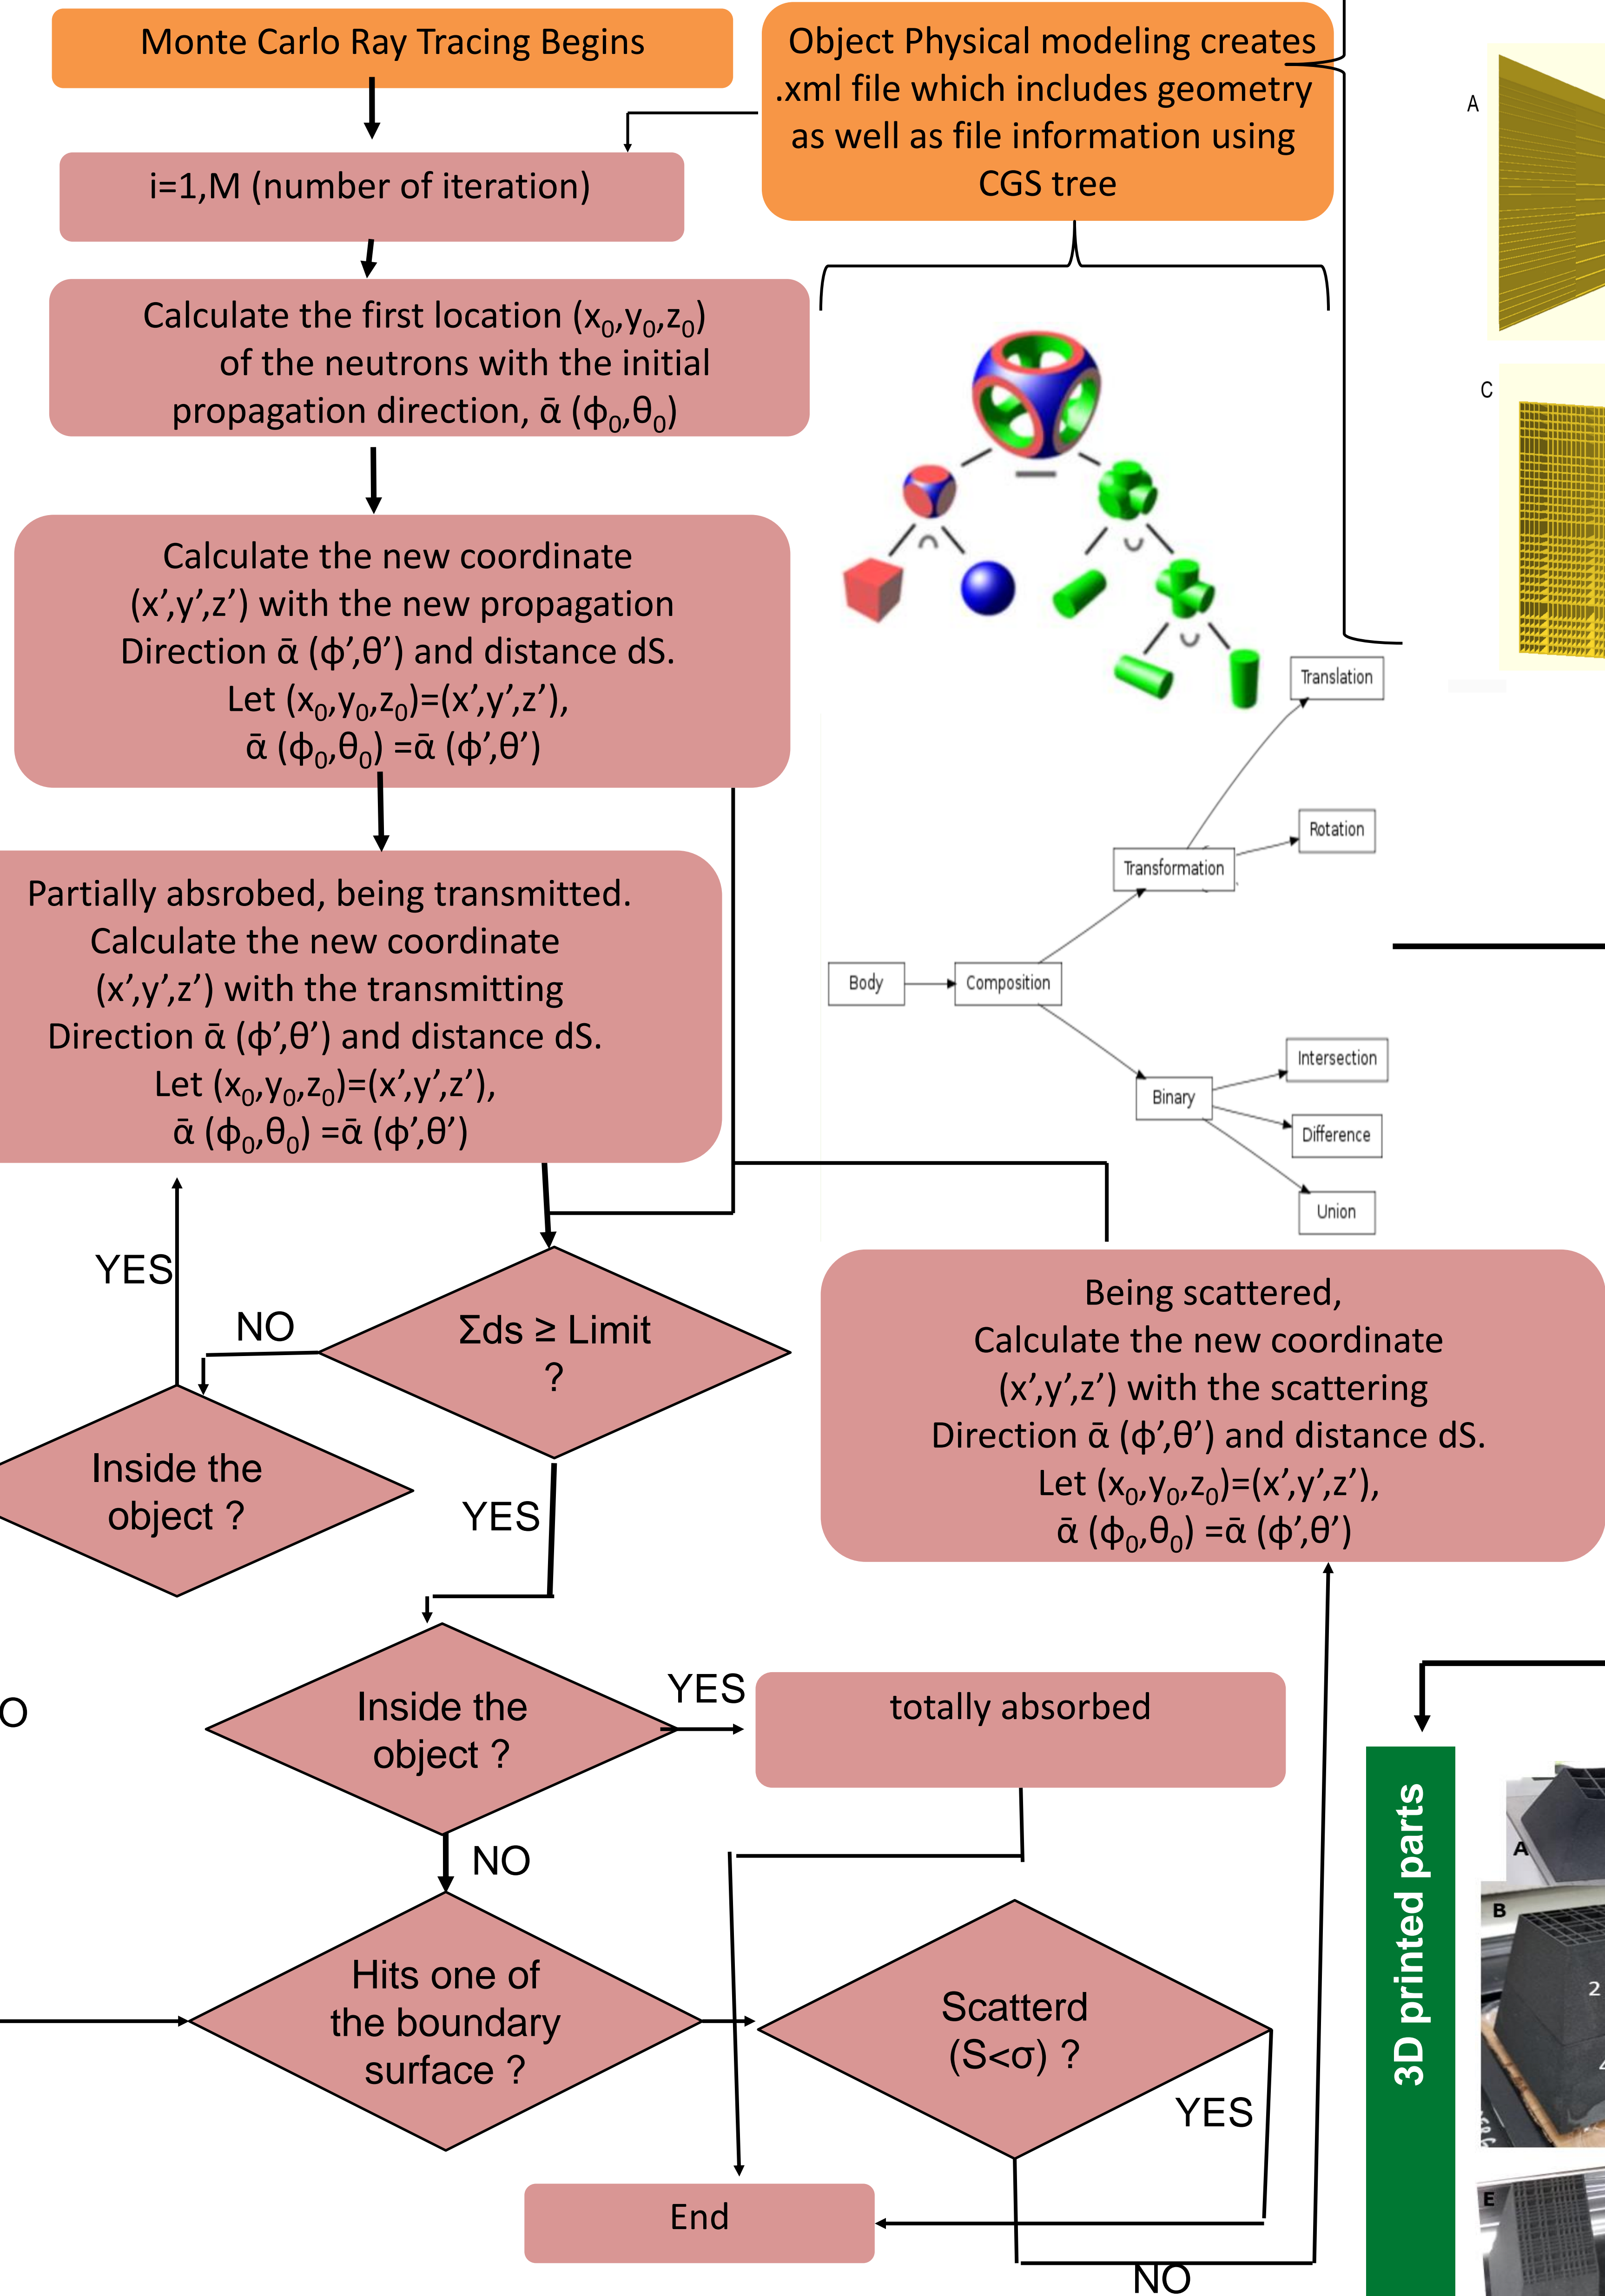 Monte Carlo Ray Tracing Begins
i=1,M (number of iteration)
Calculate the first location (x₀,y₀,z₀)
of the neutrons with the initial
propagation direction, ᾱ (ϕ₀,θ₀)
Calculate the new coordinate
(x’,y’,z’) with the new propagation
Direction ᾱ (ϕ’,θ’) and distance dS.
Let (x₀,y₀,z₀)=(x’,y’,z’),
ᾱ (ϕ₀,θ₀) =ᾱ (ϕ’,θ’)
Partially absrobed, being transmitted.
Calculate the new coordinate
(x’,y’,z’) with the transmitting
Direction ᾱ (ϕ’,θ’) and distance dS.
Let (x₀,y₀,z₀)=(x’,y’,z’),
ᾱ (ϕ₀,θ₀) =ᾱ (ϕ’,θ’)
YES
NO
Σds ≥ Limit
?
Inside the
object ?
YES
Inside the
object ?
YES
totally absorbed
O
NO
Hits one of
the boundary
surface ?
Scatterd
(S<σ) ?
YES
End
NO
Object Physical modeling creates
.xml file which includes geometry
as well as file information using
CGS tree
Translation
Rotation
Transformation
Body
Composition
Intersection
Binary
Difference
Union
Being scattered,
Calculate the new coordinate
(x’,y’,z’) with the scattering
Direction ᾱ (ϕ’,θ’) and distance dS.
Let (x₀,y₀,z₀)=(x’,y’,z’),
ᾱ (ϕ₀,θ₀) =ᾱ (ϕ’,θ’)
A
C
3D printed parts
A
B
2
E